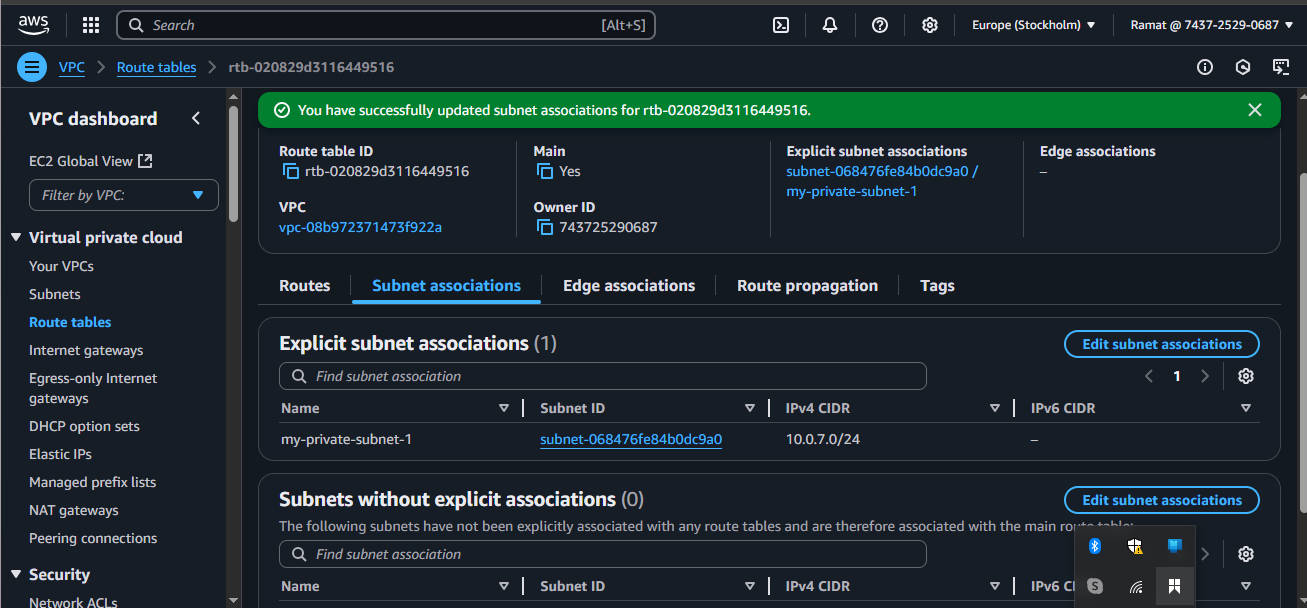 aws
Search [Alt+S] Europe (Stockholm) Ramat @ 7437-2529-0687
VPC Route tables rtb-020829d3116449516
VPC dashboard
EC2 Global View
Filter by VPC:
Virtual private cloud
Your VPCs
Subnets
Route tables
Internet gateways
Egress-only Internet
gateways
DHCP option sets
Elastic IPs
Managed prefix lists
NAT gateways
Peering connections
Security
Network ACLs
You have successfully updated subnet associations for rtb-020829d3116449516.
Route table ID
rtb-020829d3116449516
Main
Yes
Explicit subnet associations
subnet-068476fe84b0dc9a0 /
my-private-subnet-1
Edge associations
–
VPC
vpc-08b972371473f922a
Owner ID
743725290687
Routes Subnet associations Edge associations Route propagation Tags
Explicit subnet associations (1) Edit subnet associations
Find subnet association 1
Name Subnet ID IPv4 CIDR IPv6 CIDR
my-private-subnet-1 subnet-068476fe84b0dc9a0 10.0.7.0/24 –
Subnets without explicit associations (0) Edit subnet associations
The following subnets have not been explicitly associated with any route tables and are therefore associated with the main route table:
Find subnet association
Name Subnet ID IPv4 CIDR